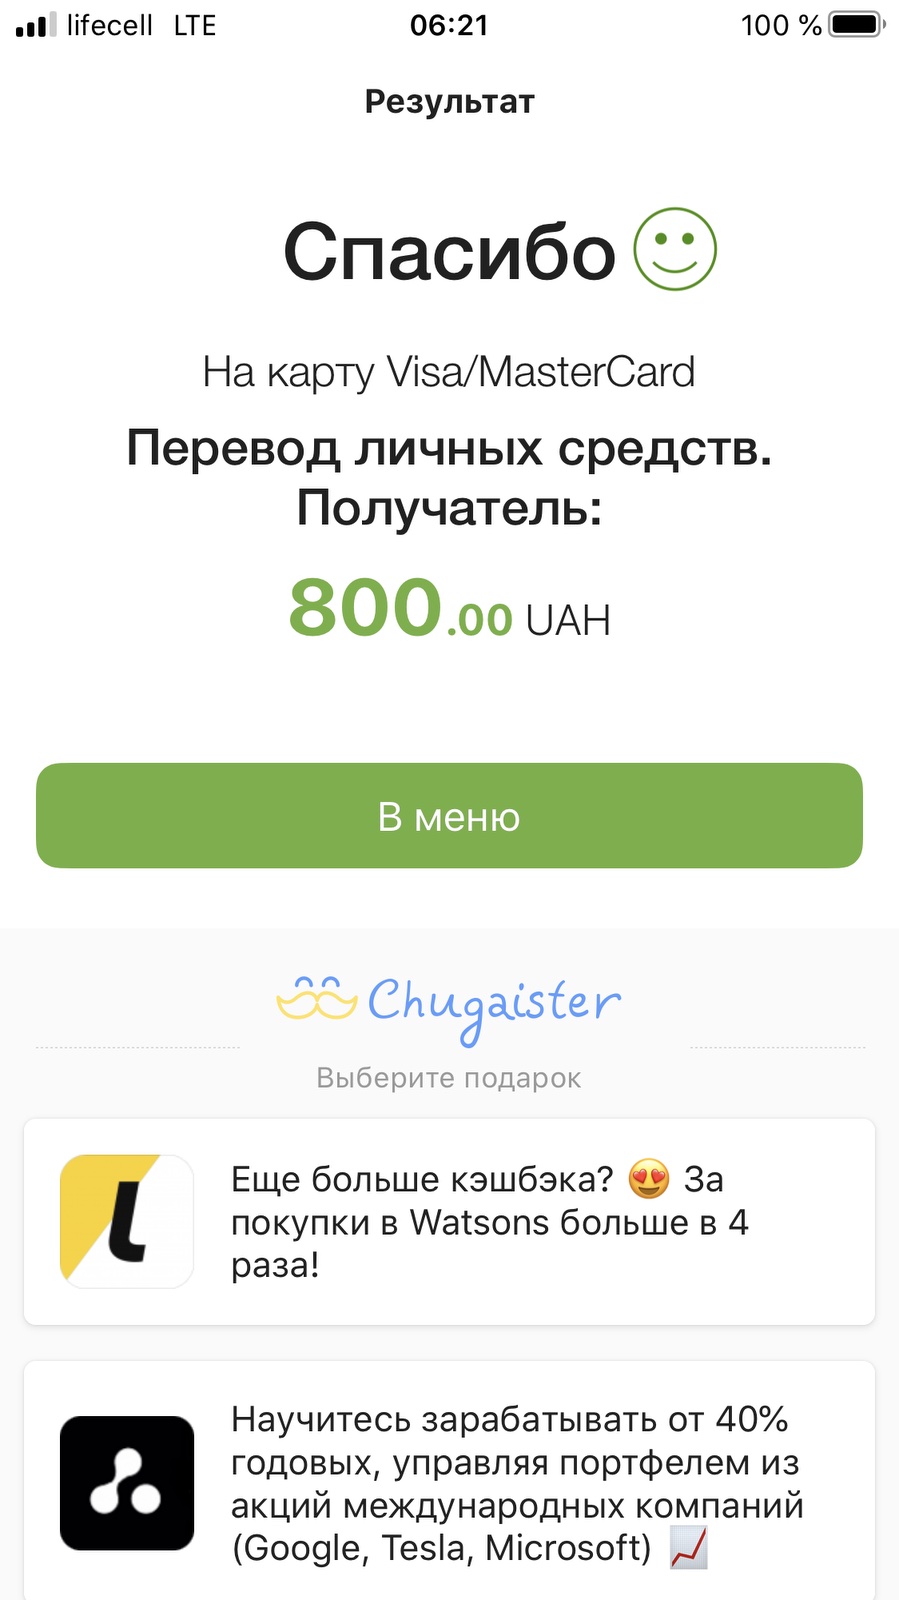 lifecell LTE 06:21 100 %
Результат
Спасибо
На карту Visa/MasterCard
Перевод личных средств.
Получатель:
800.00 UAH
В меню
Chugaister
Выберите подарок
Еще больше кэшбэка? 😍 За
покупки в Watsons больше в 4
раза!
Научитесь зарабатывать от 40%
годовых, управляя портфелем из
акций международных компаний
(Google, Tesla, Microsoft) 📈